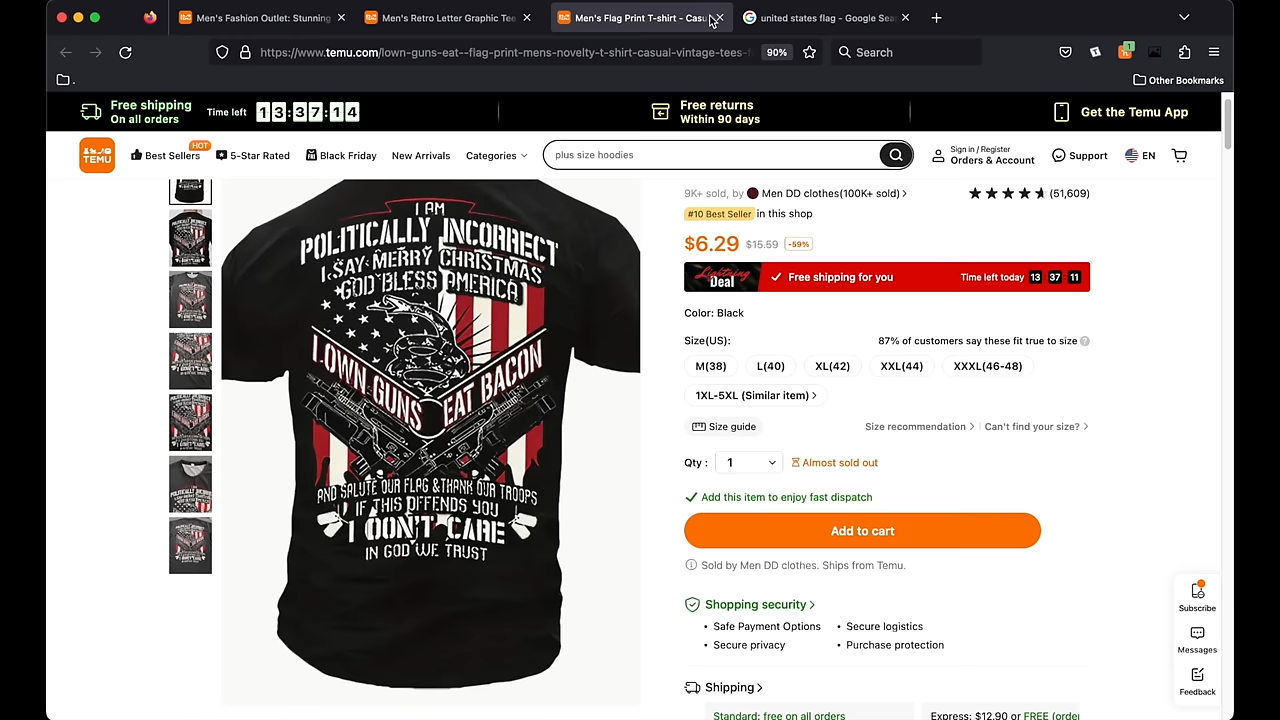 Men's Fashion Outlet: Stunning
Men's Retro Letter Graphic Tee
Men's Flag Print T-shirt - Casu
united states flag - Google Sea
https://www.temu.com/lown-guns-eat--flag-print-mens-novelty-t-shirt-casual-vintage-tees-f
90%
Search
1
.
Other Bookmarks
Free shipping
On all orders
Time left
13:37:14
Free returns
Within 90 days
Get the Temu App
TEMU
Best Sellers
HOT
5-Star Rated
Black Friday
New Arrivals
Categories
plus size hoodies
Sign in / Register
Orders & Account
Support
EN
9K+ sold, by Men DD clothes(100K+ sold) >
(51,609)
#10 Best Seller in this shop
$6.29 $15.59 -59%
Lightning Deal
Free shipping for you
Time left today 13 37 11
Color: Black
Size(US):
87% of customers say these fit true to size ?
M(38) L(40) XL(42) XXL(44) XXXL(46-48)
1XL-5XL (Similar item) >
Size guide
Size recommendation > Can't find your size? >
Qty : 1 Almost sold out
Add this item to enjoy fast dispatch
Add to cart
Sold by Men DD clothes. Ships from Temu.
Shopping security >
• Safe Payment Options • Secure logistics
• Secure privacy • Purchase protection
Shipping >
Standard: free on all orders
Express: $12.90 or FREE (order
Subscribe
Messages
Feedback
I AM
POLITICALLY INCORRECT
I SAY MERRY CHRISTMAS
GOD BLESS AMERICA
I OWN GUNS EAT BACON
AND SALUTE OUR FLAG & THANK OUR TROOPS
IF THIS OFFENDS YOU
I DON'T CARE
IN GOD WE TRUST